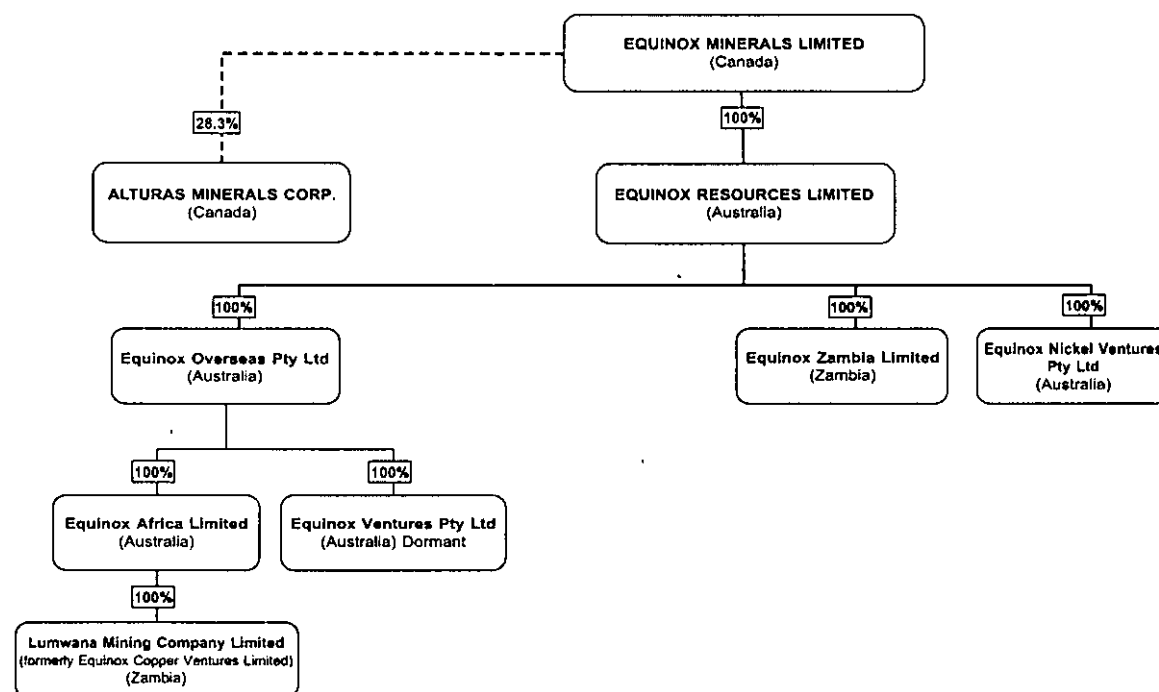 EQUINOX MINERALS LIMITED
(Canada)
28.3%
100%
ALTURAS MINERALS CORP.
(Canada)
EQUINOX RESOURCES LIMITED
(Australia)
100%
100%
100%
Equinox Overseas Pty Ltd
(Australia)
Equinox Zambia Limited
(Zambia)
Equinox Nickel Ventures
Pty Ltd
(Australia)
100%
100%
Equinox Africa Limited
(Australia)
Equinox Ventures Pty Ltd
(Australia) Dormant
100%
Lumwana Mining Company Limited
(formerly Equinox Copper Ventures Limited)
(Zambia)